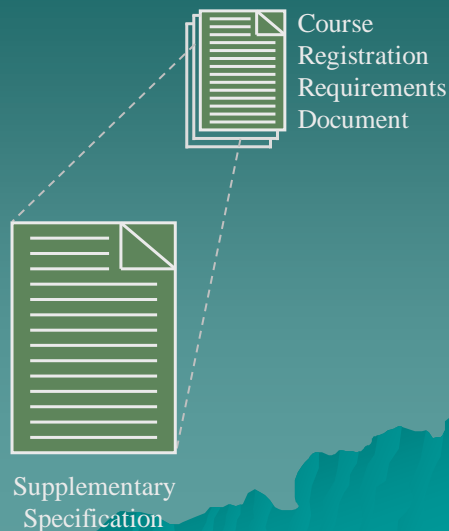 Course
Registration
Requirements
Document
Supplementary
Specification